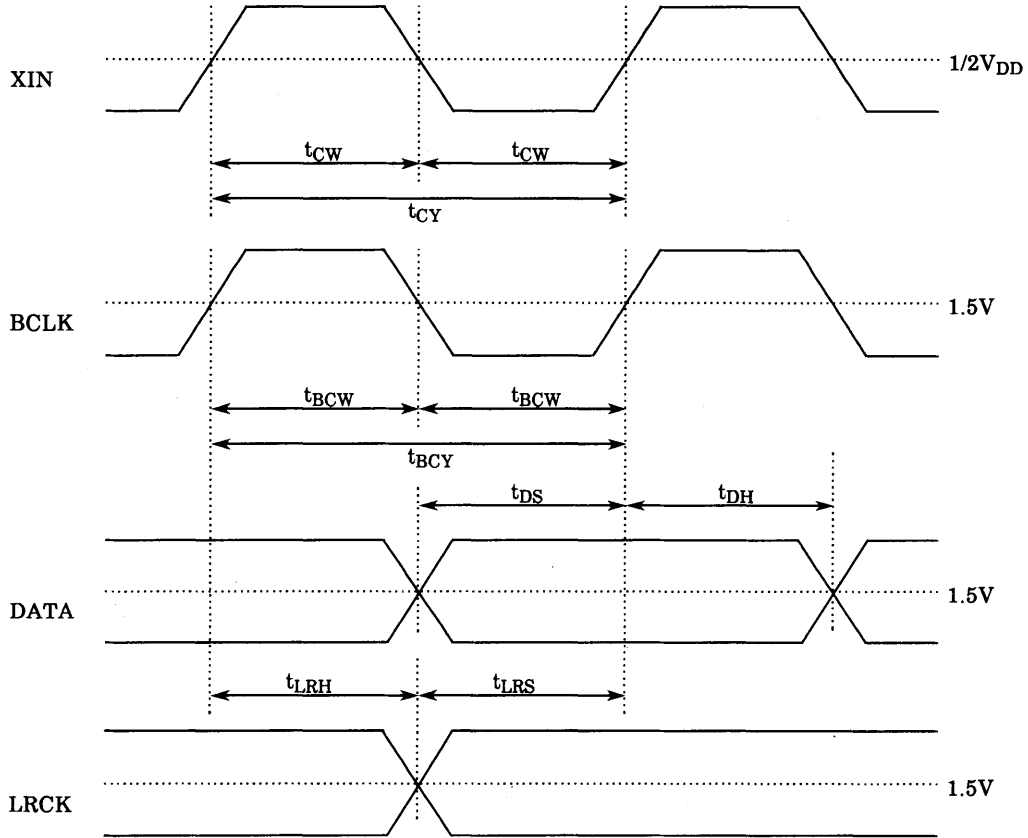 XIN
1/2VDD
tCW tCW
tCY
BCLK
1.5V
tBCW tBCW
tBCY
tDS tDH
DATA
1.5V
tLRH tLRS
LRCK
1.5V